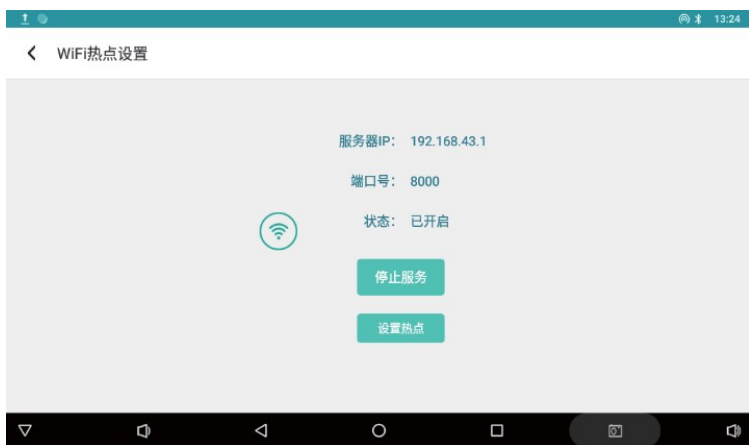 13:24
WiFi热点设置
服务器IP： 192.168.43.1
端口号： 8000
状态： 已开启
停止服务
设置热点